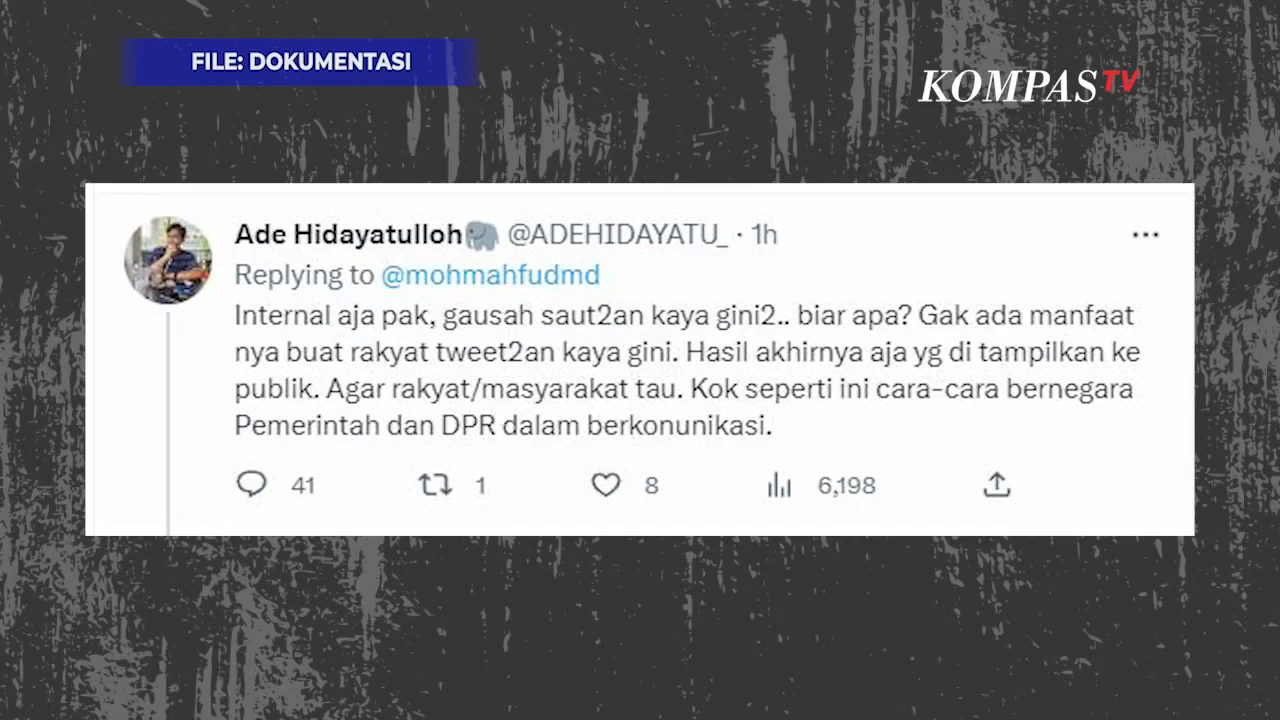 FILE: DOKUMENTASI
KOMPAS TV
Ade Hidayatulloh🐘 @ADEHIDAYATU_ · 1h
Replying to @mohmahfudmd
Internal aja pak, gausah saut2an kaya gini2.. biar apa? Gak ada manfaat
nya buat rakyat tweet2an kaya gini. Hasil akhirnya aja yg di tampilkan ke
publik. Agar rakyat/masyarakat tau. Kok seperti ini cara-cara bernegara
Pemerintah dan DPR dalam berkonunikasi.
41 1 8 6,198